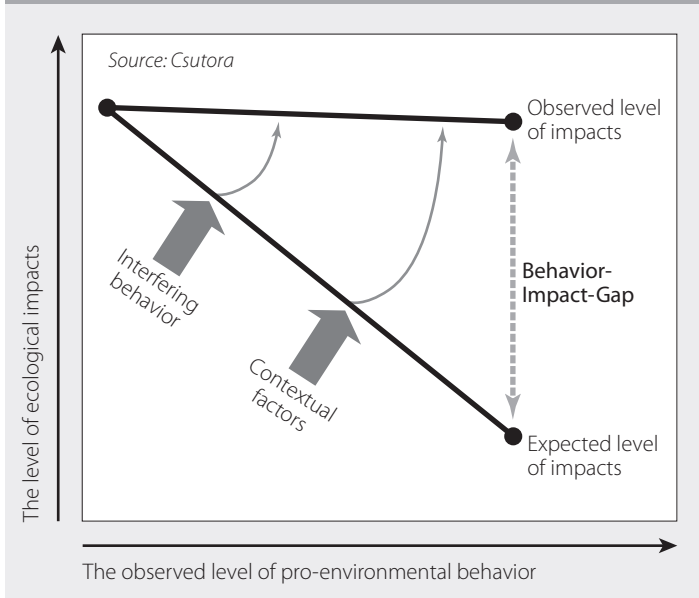 Source: Csutora
Observed level
of impacts
Interfering
behavior
Behavior-
Impact-Gap
Contextual
factors
Expected level
of impacts
The level of ecological impacts
The observed level of pro-environmental behavior